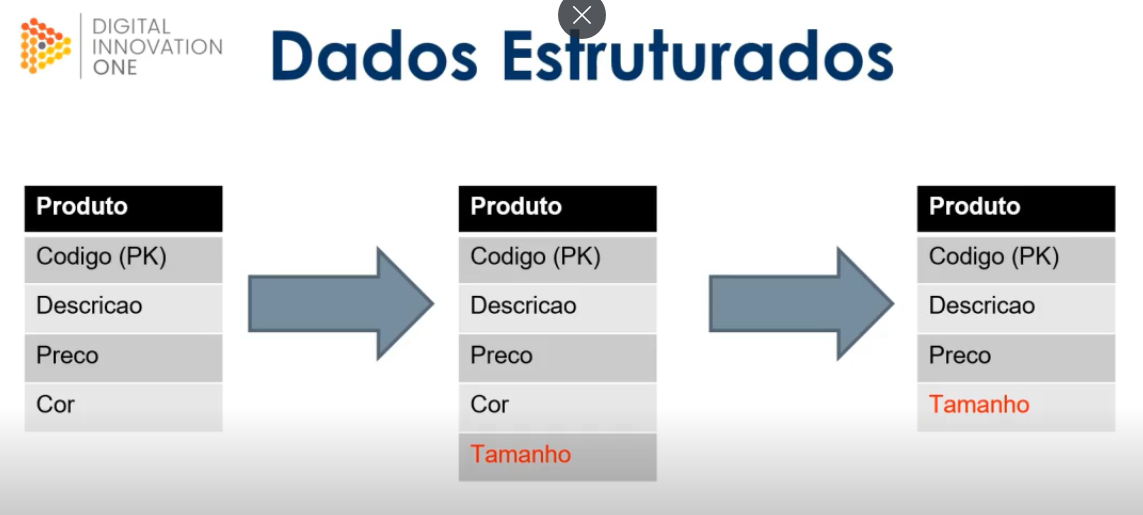 DIGITAL
INNOVATION
ONE
Dados Estruturados
Produto
Codigo (PK)
Descricao
Preco
Cor
Produto
Codigo (PK)
Descricao
Preco
Cor
Tamanho
Produto
Codigo (PK)
Descricao
Preco
Tamanho